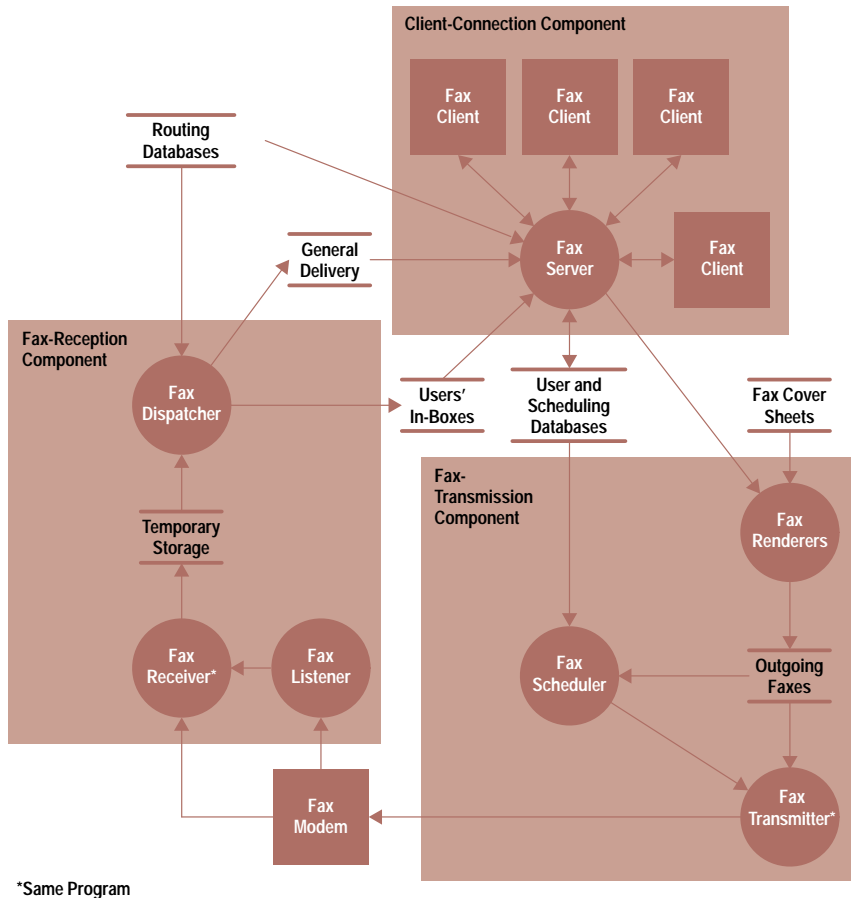 Client-Connection Component
Fax
Client
Fax
Client
Fax
Client
Routing
Databases
General
Delivery
Fax
Server
Fax
Client
Fax-Reception
Component
Fax
Dispatcher
Users'
In-Boxes
User and
Scheduling
Databases
Fax Cover
Sheets
Fax-
Transmission
Component
Temporary
Storage
Fax
Renderers
Fax
Receiver*
Fax
Listener
Fax
Scheduler
Outgoing
Faxes
Fax
Modem
Fax
Transmitter*
*Same Program